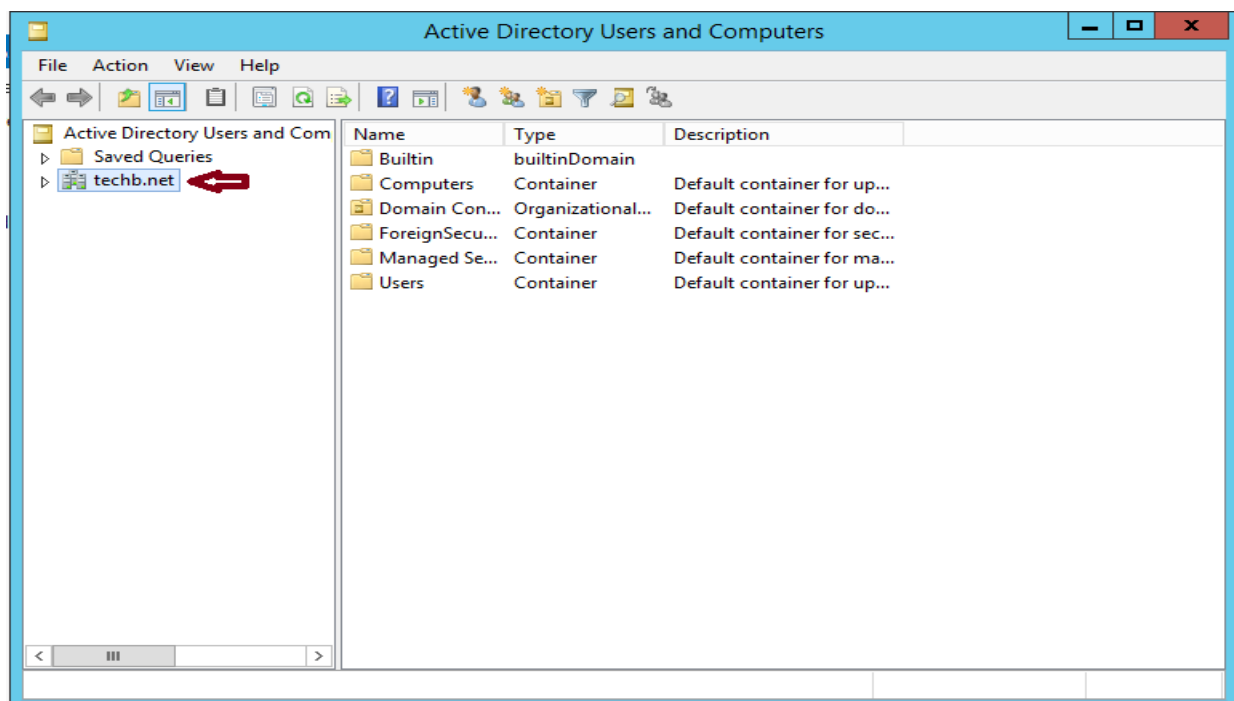 Active Directory Users and Computers
File Action View Help
Active Directory Users and Com
Saved Queries
techb.net
Name Type Description
Builtin builtinDomain
Computers Container Default container for up...
Domain Con... Organizational... Default container for do...
ForeignSecu... Container Default container for sec...
Managed Se... Container Default container for ma...
Users Container Default container for up...